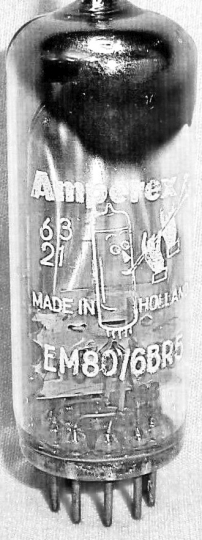 Amperex
63
21
MADE IN HOLLAND
EM80/6BR5